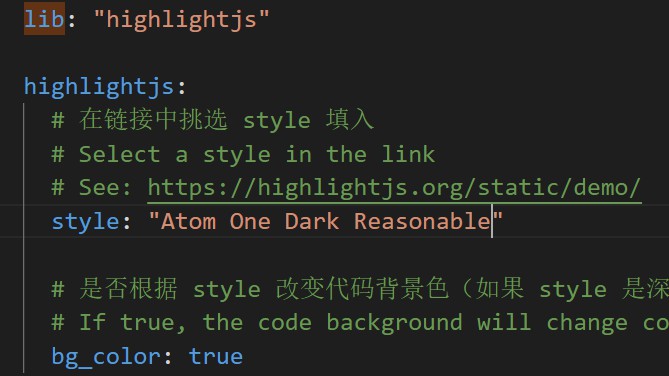 lib: "highlightjs"
highlightjs:
# 在链接中挑选 style 填入
# Select a style in the link
# See: https://highlightjs.org/static/demo/
style: "Atom One Dark Reasonable"
# 是否根据 style 改变代码背景色（如果 style 是深
# If true, the code background will change co
bg_color: true